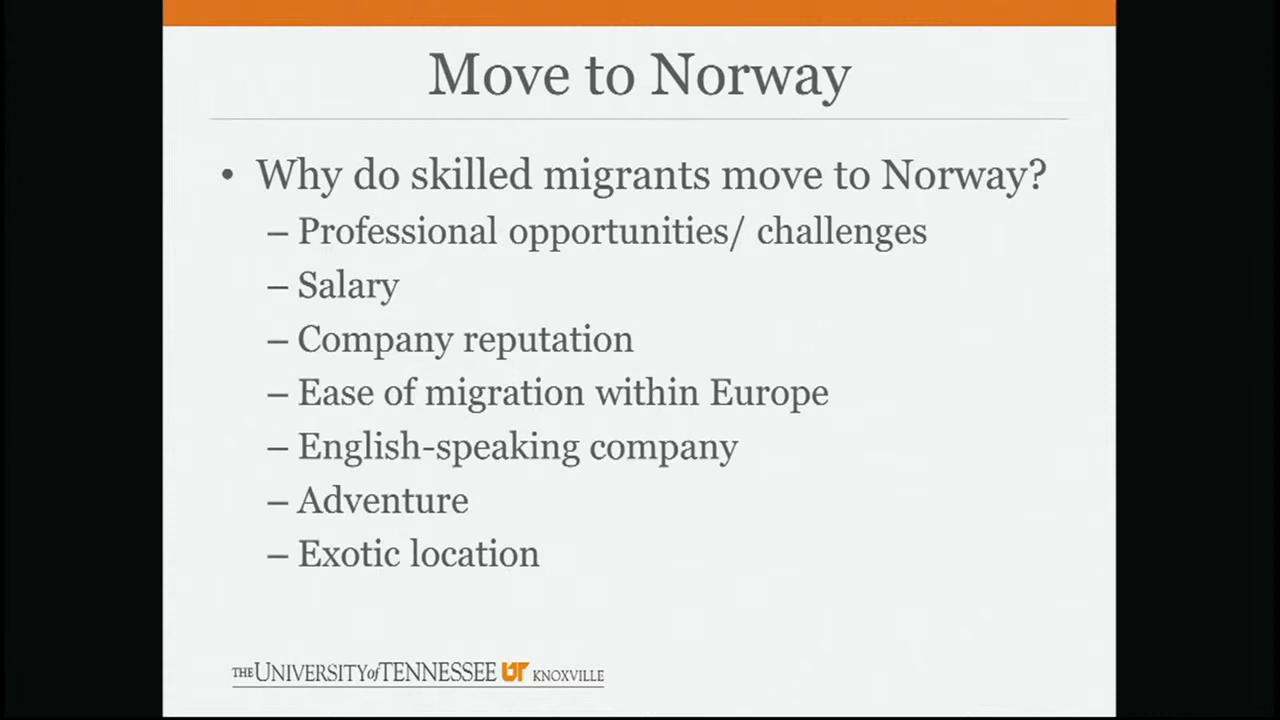 Move to Norway
• Why do skilled migrants move to Norway?
– Professional opportunities/ challenges
– Salary
– Company reputation
– Ease of migration within Europe
– English-speaking company
– Adventure
– Exotic location
THE UNIVERSITY of TENNESSEE UT KNOXVILLE